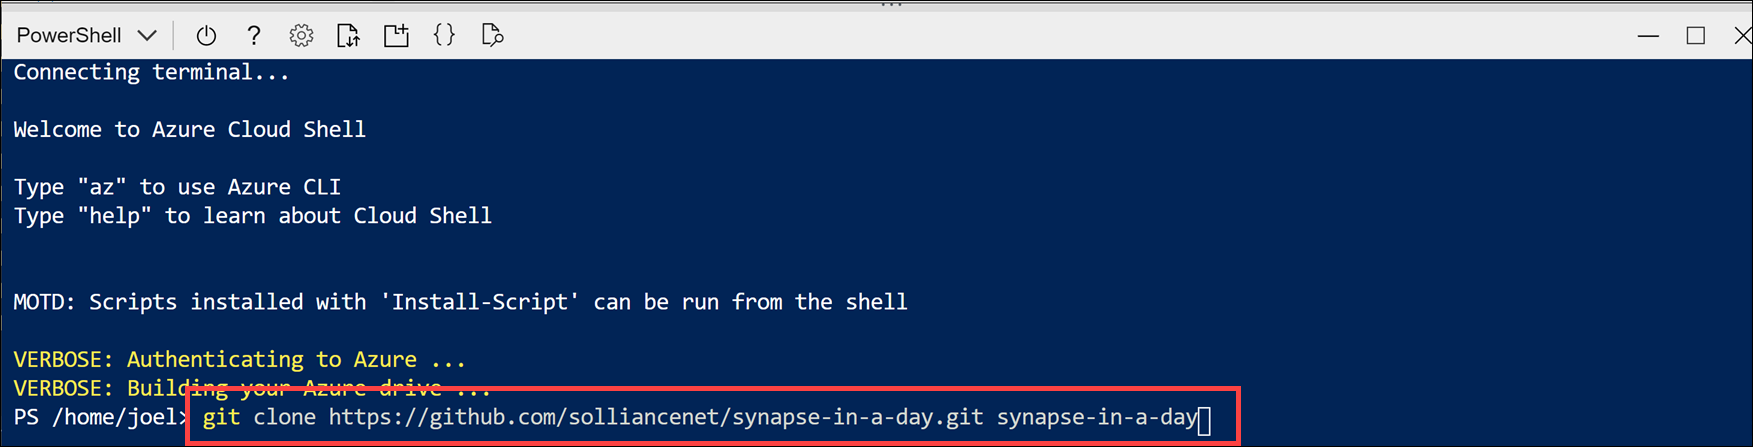 PowerShell
Connecting terminal...
Welcome to Azure Cloud Shell
Type "az" to use Azure CLI
Type "help" to learn about Cloud Shell
MOTD: Scripts installed with 'Install-Script' can be run from the shell
VERBOSE: Authenticating to Azure ...
VERBOSE: Building your Azure drive ...
PS /home/joel> git clone https://github.com/solliancenet/synapse-in-a-day.git synapse-in-a-day